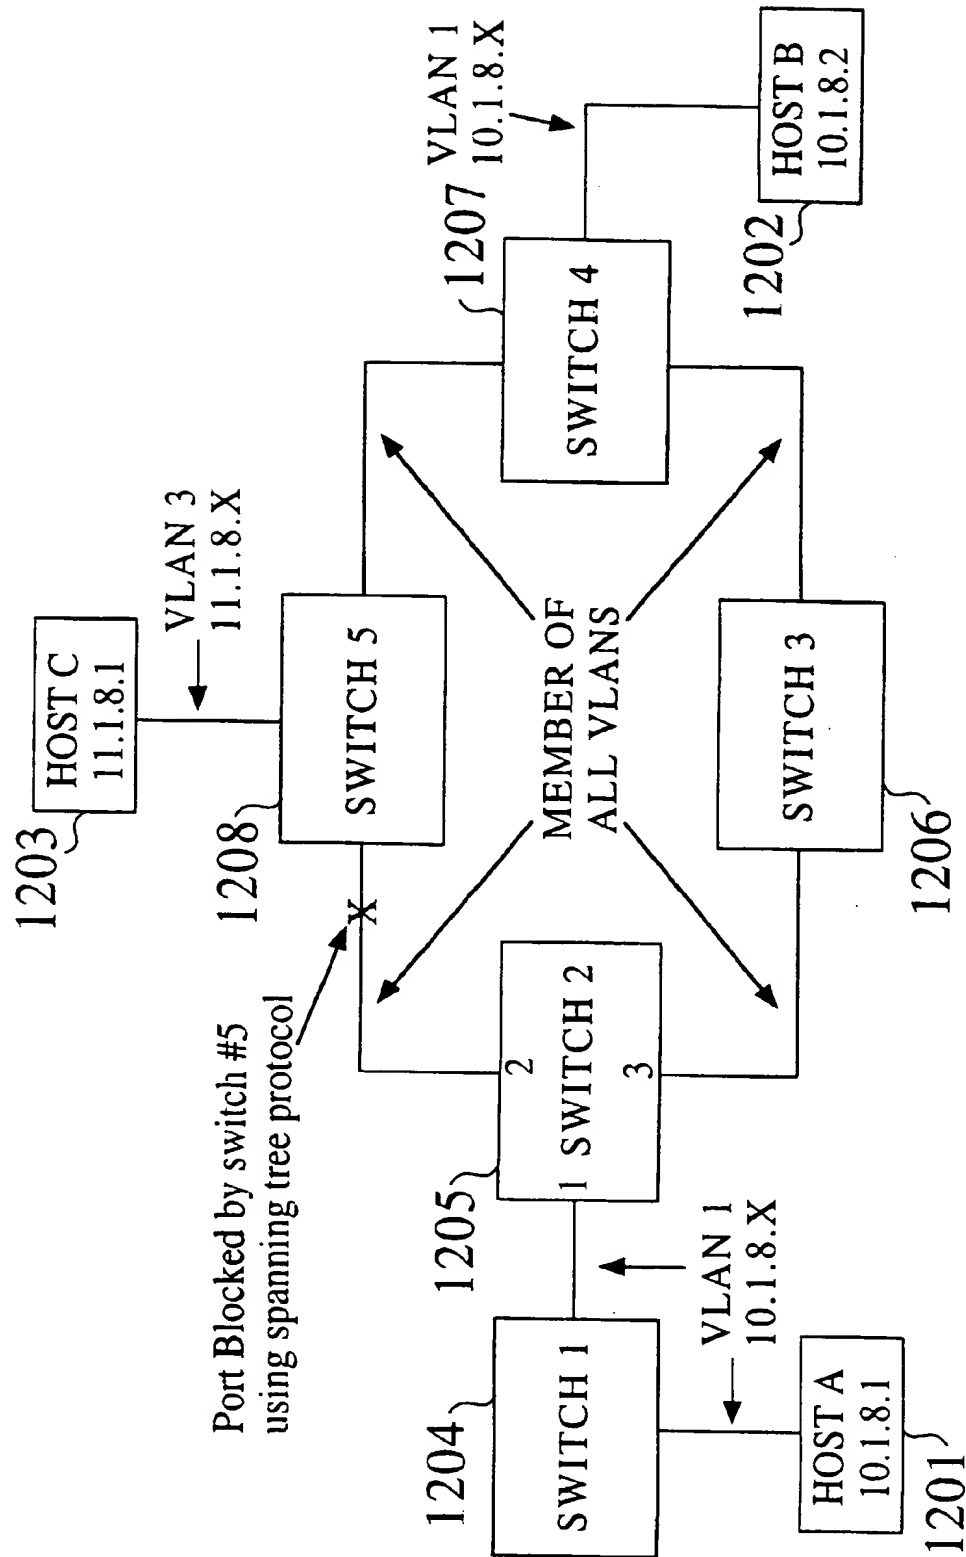 HOST C
11.1.8.1
1203
VLAN 3
11.1.8.X
Port Blocked by switch #5
using spanning tree protocol
X
1208
SWITCH 5
VLAN 1
10.1.8.X
1207
SWITCH 4
1204
SWITCH 1
1205
1
2
SWITCH 2
3
MEMBER OF
ALL VLANS
VLAN 1
10.1.8.X
SWITCH 3
1206
HOST A
10.1.8.1
1201
HOST B
10.1.8.2
1202